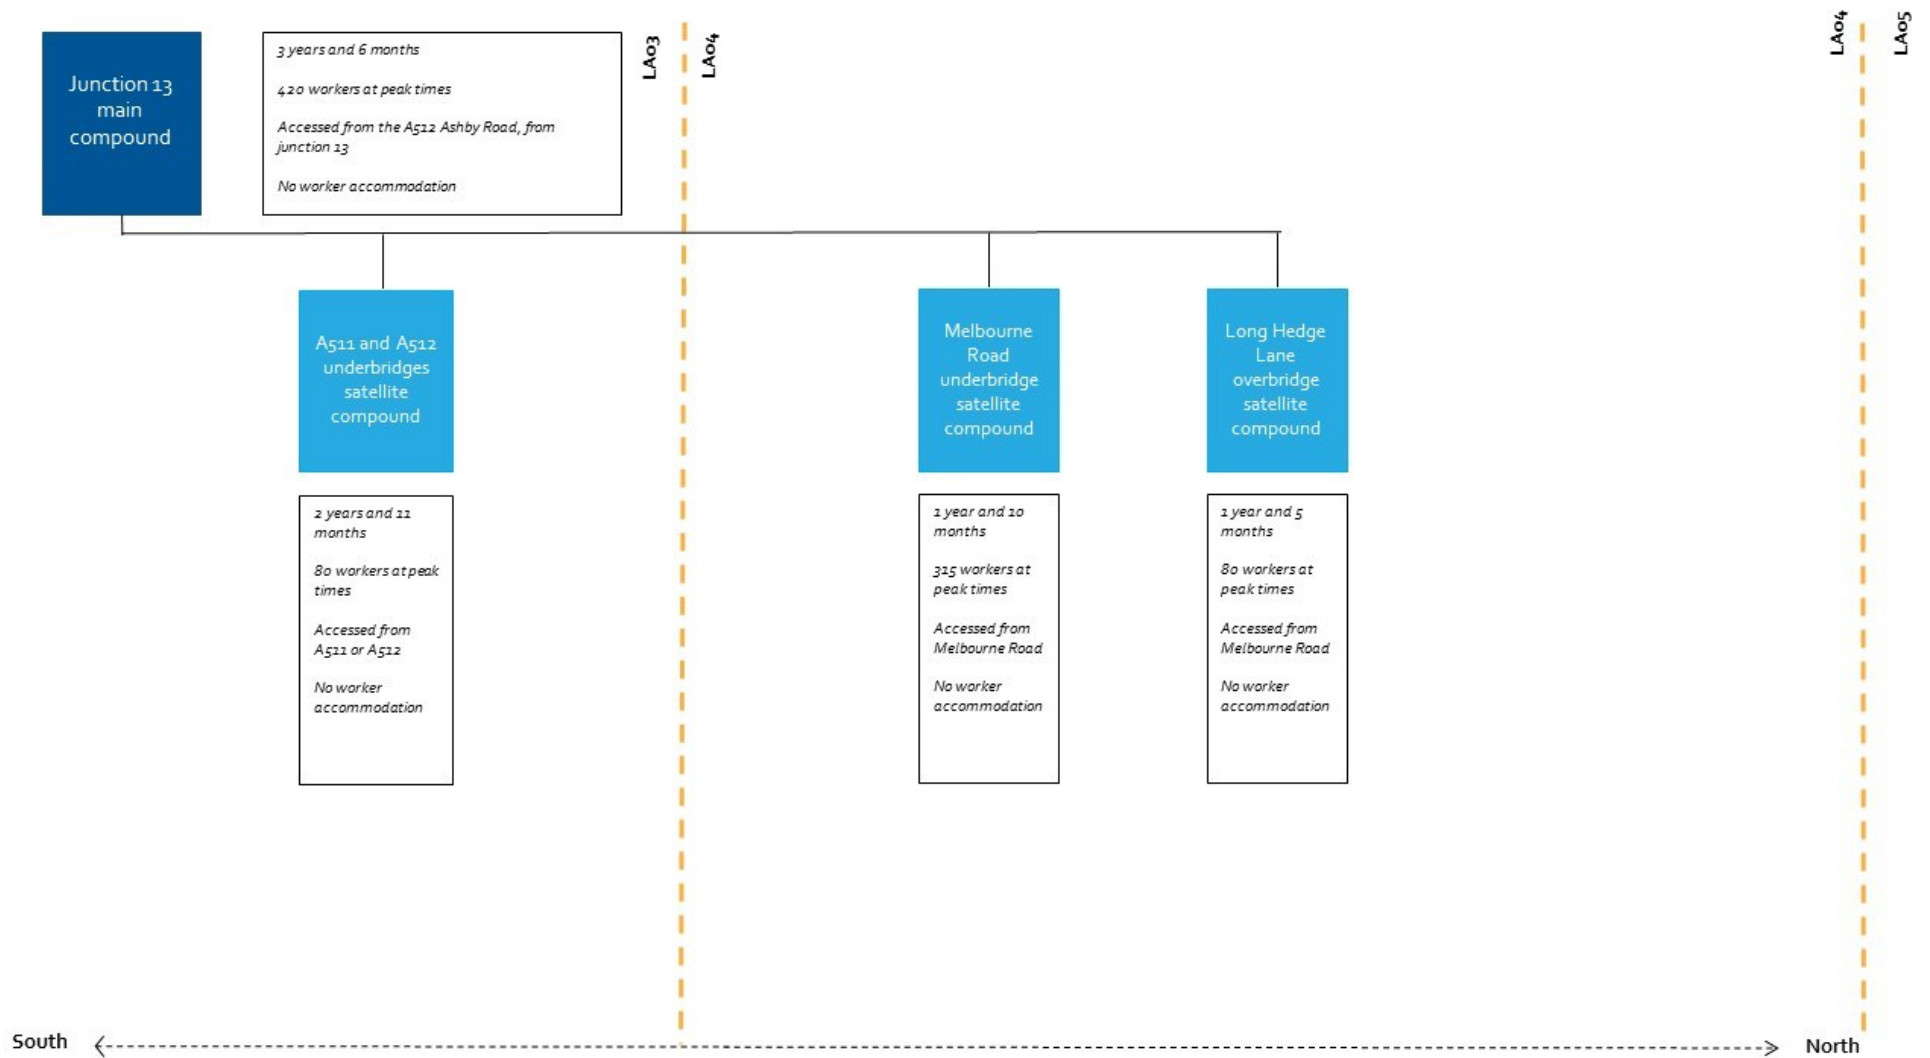 Junction 13
main
compound
3 years and 6 months
420 workers at peak times
Accessed from the A512 Ashby Road, from
junction 13
No worker accommodation
LA03
LA04
LA04
LA05
A511 and A512
underbridges
satellite
compound
Melbourne
Road
underbridge
satellite
compound
Long Hedge
Lane
overbridge
satellite
compound
2 years and 11
months
80 workers at peak
times
Accessed from
A511 or A512
No worker
accommodation
1 year and 10
months
315 workers at
peak times
Accessed from
Melbourne Road
No worker
accommodation
1 year and 5
months
80 workers at
peak times
Accessed from
Melbourne Road
No worker
accommodation
South
North